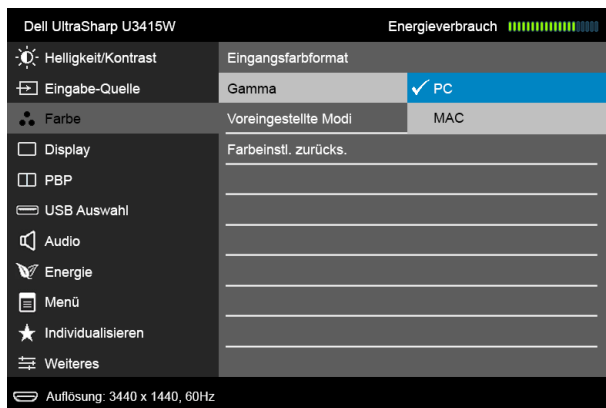 Dell UltraSharp U3415W
Energieverbrauch
Helligkeit/Kontrast
Eingabe-Quelle
Farbe
Display
PBP
USB Auswahl
Audio
Energie
Menü
Individualisieren
Weiteres
Eingangsfarbformat
Gamma
PC
Voreingestellte Modi
MAC
Farbeinstl. zurücks.
Auflösung: 3440 x 1440, 60Hz